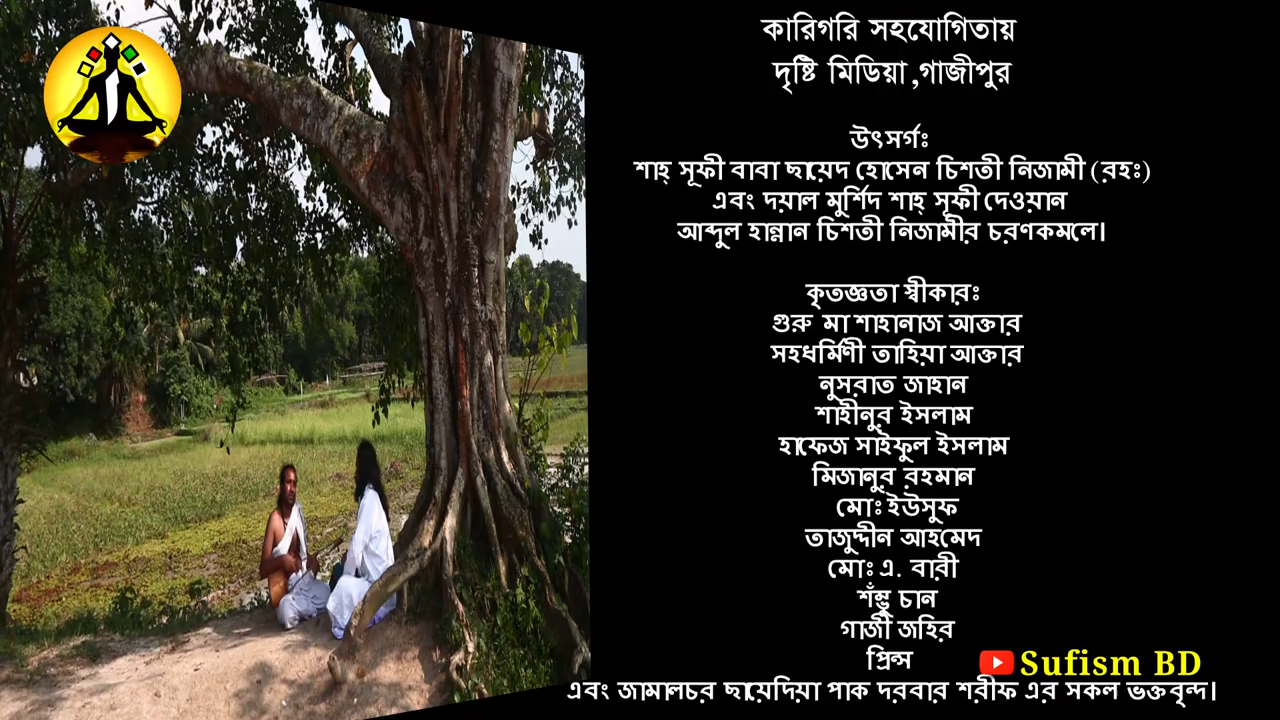 কারিগরি সহযোগিতায়
দৃষ্টি মিডিয়া ,গাজীপুর
উৎসর্গঃ
শাহ্ সূফী বাবা ছায়েদ হোসেন চিশতী নিজামী (রহঃ)
এবং দয়াল মুর্শিদ শাহ্ সূফী দেওয়ান
আব্দুল হান্নান চিশতী নিজামীর চরণকমলে।
কৃতজ্ঞতা স্বীকারঃ
গুরু মা শাহানাজ আক্তার
সহধর্মিণী তাহিয়া আক্তার
নুসরাত জাহান
শাহীনুর ইসলাম
হাফেজ সাইফুল ইসলাম
মিজানুর রহমান
মোঃ ইউসুফ
তাজুদ্দীন আহমেদ
মোঃ এ. বারী
শঁম্ভু চান
গাজী জহির
প্রিন্স
Sufism BD
এবং জামালচর ছায়েদিয়া পাক দরবার শরীফ এর সকল ভক্তবৃন্দ।